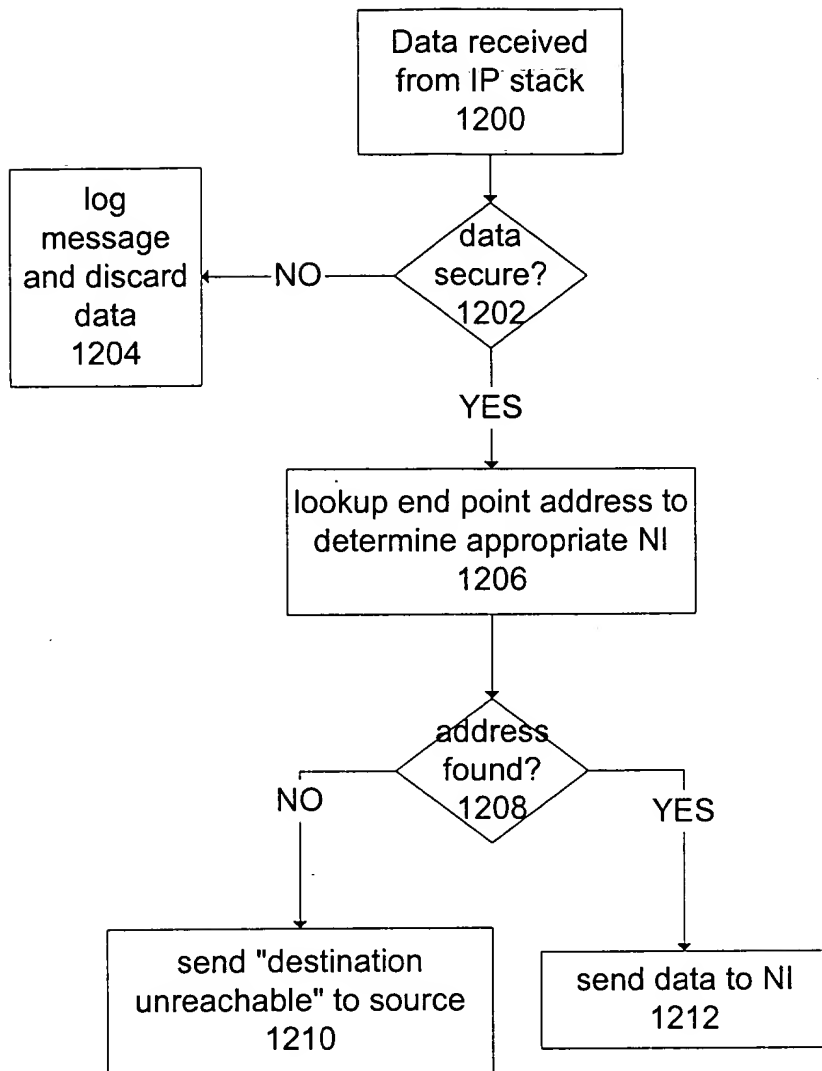 Data received
from IP stack
1200
data
secure?
1202
NO
log
message
and discard
data
1204
YES
lookup end point address to
determine appropriate NI
1206
address
found?
1208
NO
YES
send "destination
unreachable" to source
1210
send data to NI
1212